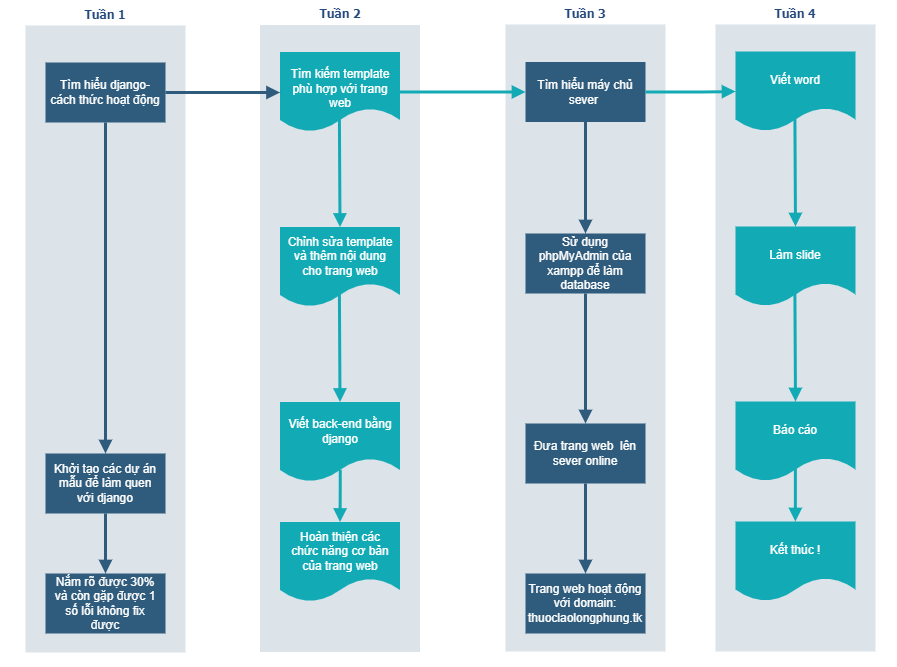 Tuần 1
Tìm hiểu django-
cách thức hoạt động
Khởi tạo các dự án
mẫu để làm quen
với django
Nắm rõ được 30%
và còn gặp được 1
số lỗi không fix
được
Tuần 2
Tìm kiếm template
phù hợp với trang
web
Chỉnh sửa template
và thêm nội dung
cho trang web
Viết back-end bằng
django
Hoàn thiện các
chức năng cơ bản
của trang web
Tuần 3
Tìm hiểu máy chủ
sever
Sử dụng
phpMyAdmin của
xampp để làm
database
Đưa trang web lên
sever online
Trang web hoạt động
với domain:
thuoclaolongphung.tk
Tuần 4
Viết word
Làm slide
Báo cáo
Kết thúc !